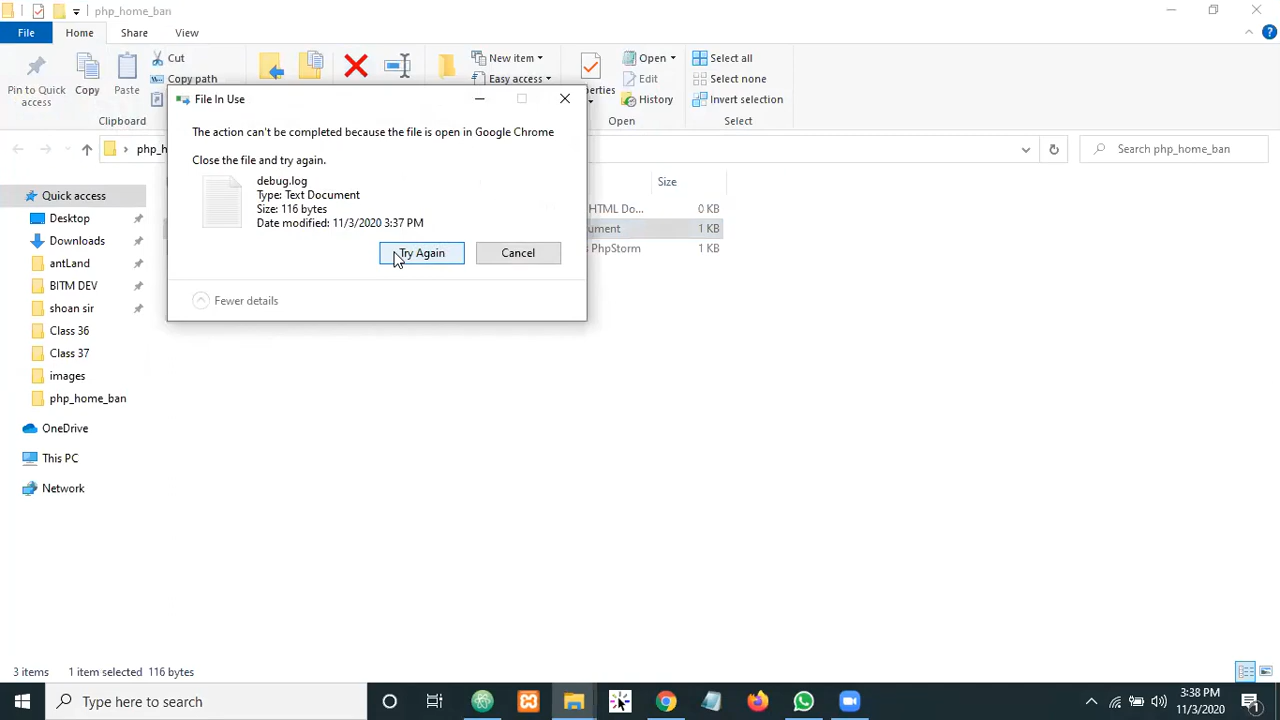 php_home_ban
File
Home
Share
View
Pin to Quick
access
Copy
Paste
Cut
Copy path
Clipboard
New item
Easy access
Properties
Open
Edit
History
Open
Select all
Select none
Invert selection
Select
File In Use
The action can't be completed because the file is open in Google Chrome
Close the file and try again.
debug.log
Type: Text Document
Size: 116 bytes
Date modified: 11/3/2020 3:37 PM
Try Again
Cancel
Fewer details
php_h
Search php_home_ban
Size
HTML Do... 0 KB
ument 1 KB
PhpStorm 1 KB
Quick access
Desktop
Downloads
antLand
BITM DEV
shoan sir
Class 36
Class 37
images
php_home_ban
OneDrive
This PC
Network
3 items 1 item selected 116 bytes
Type here to search
3:38 PM
11/3/2020
1